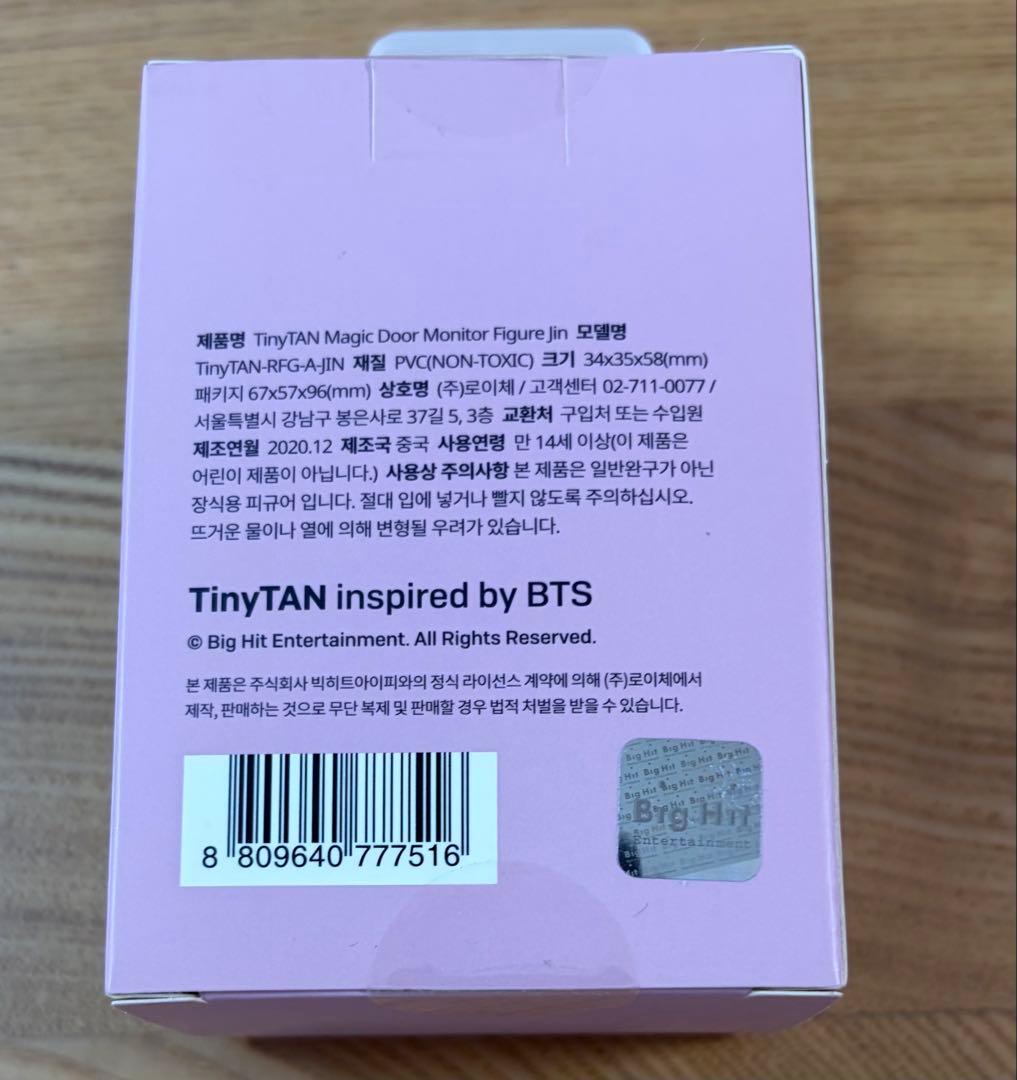 제품명 TinyTAN Magic Door Monitor Figure Jin 모델명
TinyTAN-RFG-A-JIN 재질 PVC(NON-TOXIC) 크기 34x35x58(mm)
패키지 67x57x96(mm) 상호명 (주)로이체 / 고객센터 02-711-0077 /
서울특별시 강남구 봉은사로 37길 5, 3층 교환처 구입처 또는 수입원
제조연월 2020.12 제조국 중국 사용연령 만 14세 이상(이 제품은
어린이 제품이 아닙니다.) 사용상 주의사항 본 제품은 일반완구가 아닌
장식용 피규어 입니다. 절대 입에 넣거나 빨지 않도록 주의하십시오.
뜨거운 물이나 열에 의해 변형될 우려가 있습니다.
TinyTAN inspired by BTS
© Big Hit Entertainment. All Rights Reserved.
본 제품은 주식회사 빅히트아이피와의 정식 라이선스 계약에 의해 (주)로이체에서
제작, 판매하는 것으로 무단 복제 및 판매할 경우 법적 처벌을 받을 수 있습니다.
8 809640 777516
Big Hit
Entertainment